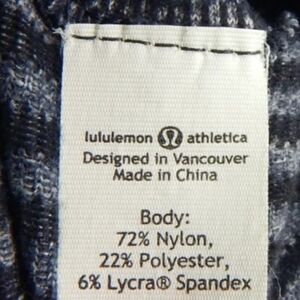 lululemon athletica
Designed in Vancouver
Made in China
Body:
72% Nylon,
22% Polyester,
6% Lycra® Spandex